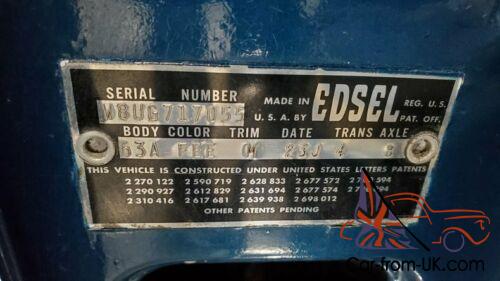 SERIAL NUMBER
W8UG717055
MADE IN
U. S. A. BY
EDSEL
REG. U. S.
PAT. OFF.
BODY COLOR TRIM DATE TRANS AXLE
63A 23J 4
THIS VEHICLE IS CONSTRUCTED UNDER UNITED STATES LETTERS PATENTS
2 270 122 2 590 719 2 628 833 2 677 572
2 290 927 2 612 829 2 631 694 2 677 574
2 310 416 2 617 681 2 639 938 2 698 012
OTHER PATENTS PENDING
Car-from-UK.com